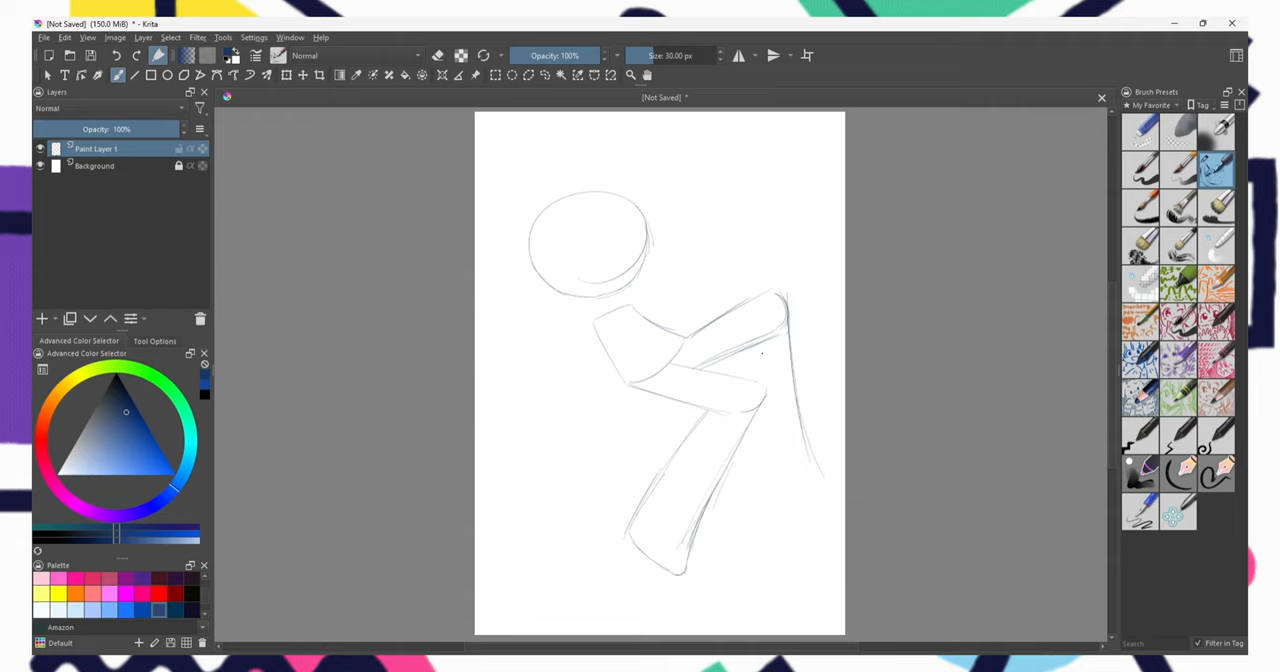 [Not Saved] (150.0 MiB) * - Krita
File Edit View Image Layer Select Filter Tools Settings Window Help
Normal
Opacity: 100%
Size: 30.00 px
Layers
[Not Saved] *
Brush Presets
Normal
My Favorite
Tag
Opacity: 100%
Paint Layer 1
Background
Advanced Color Selector
Tool Options
Advanced Color Selector
Palette
Amazon
Default
Search
Filter in Tag